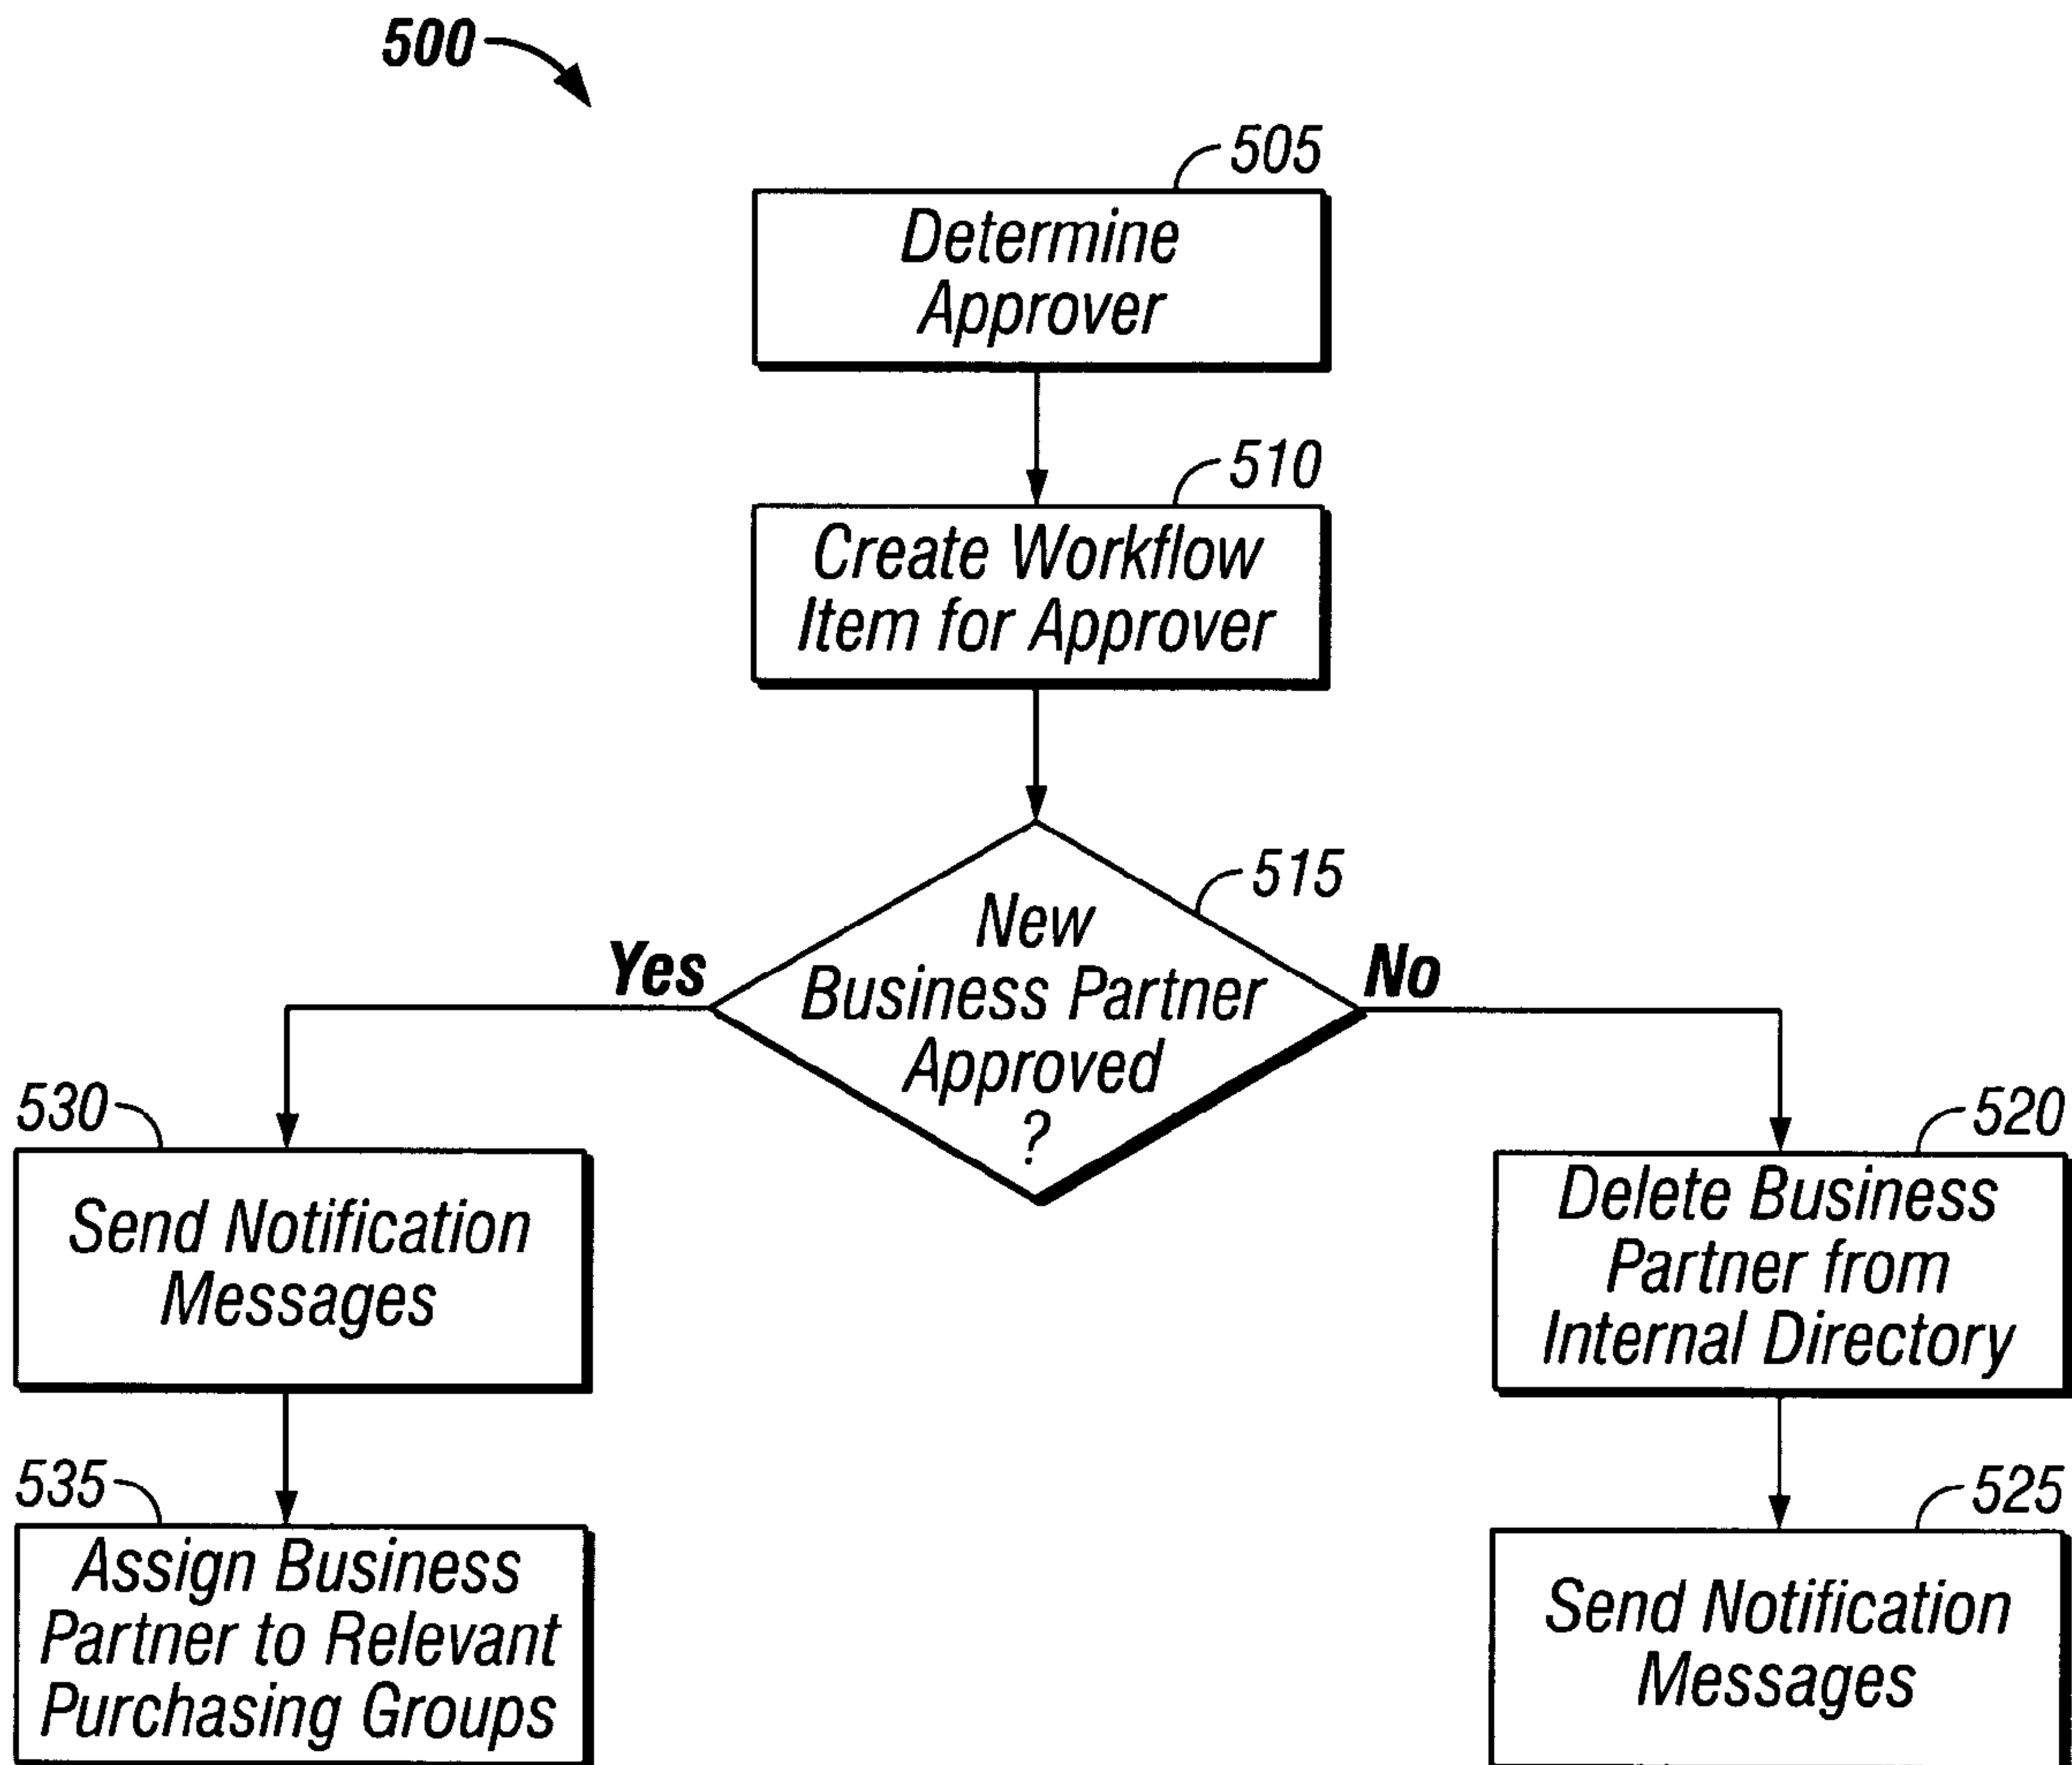 500
505
Determine
Approver
510
Create Workflow
Item for Approver
515
New
Business Partner
Approved
?
Yes
No
530
Send Notification
Messages
520
Delete Business
Partner from
Internal Directory
535
Assign Business
Partner to Relevant
Purchasing Groups
525
Send Notification
Messages